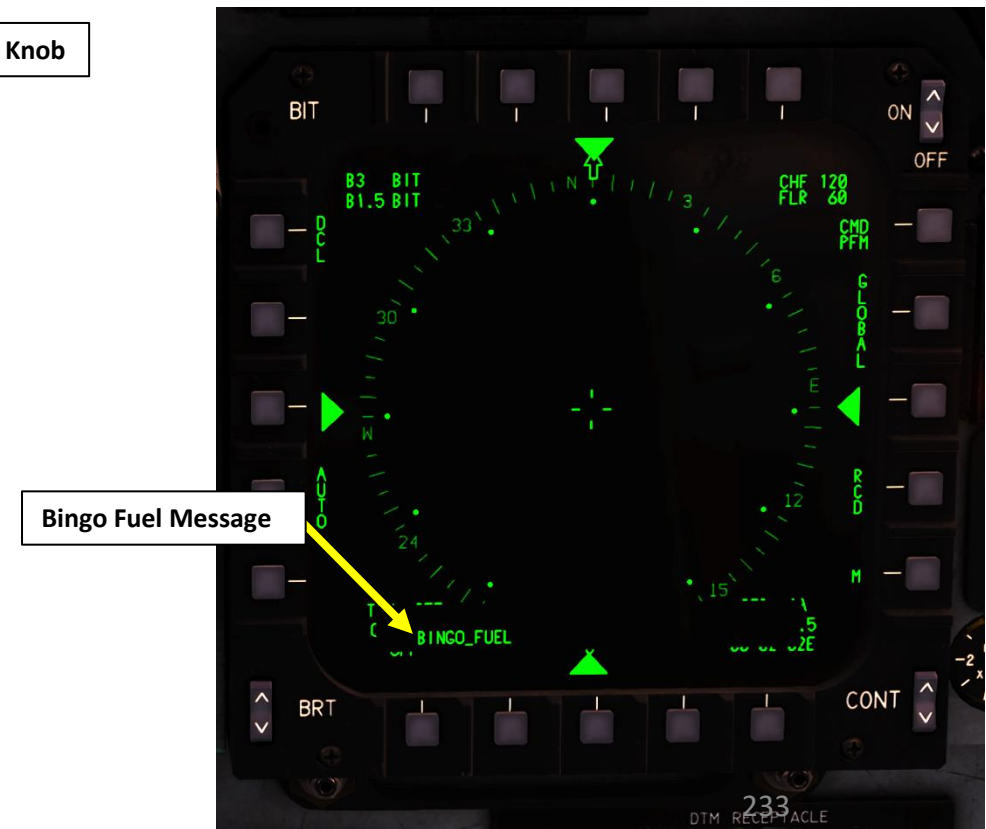 Knob
BIT
ON
OFF
B3 BIT
B1.5 BIT
CHF 120
FLR 60
N
3
6
E
12
15
24
W
30
33
DCL
CMD
PFM
GLOBAL
AUTO
RCD
M
Bingo Fuel Message
BINGO_FUEL
BRT
CONT
-2
X
233
DTM RECEPTACLE